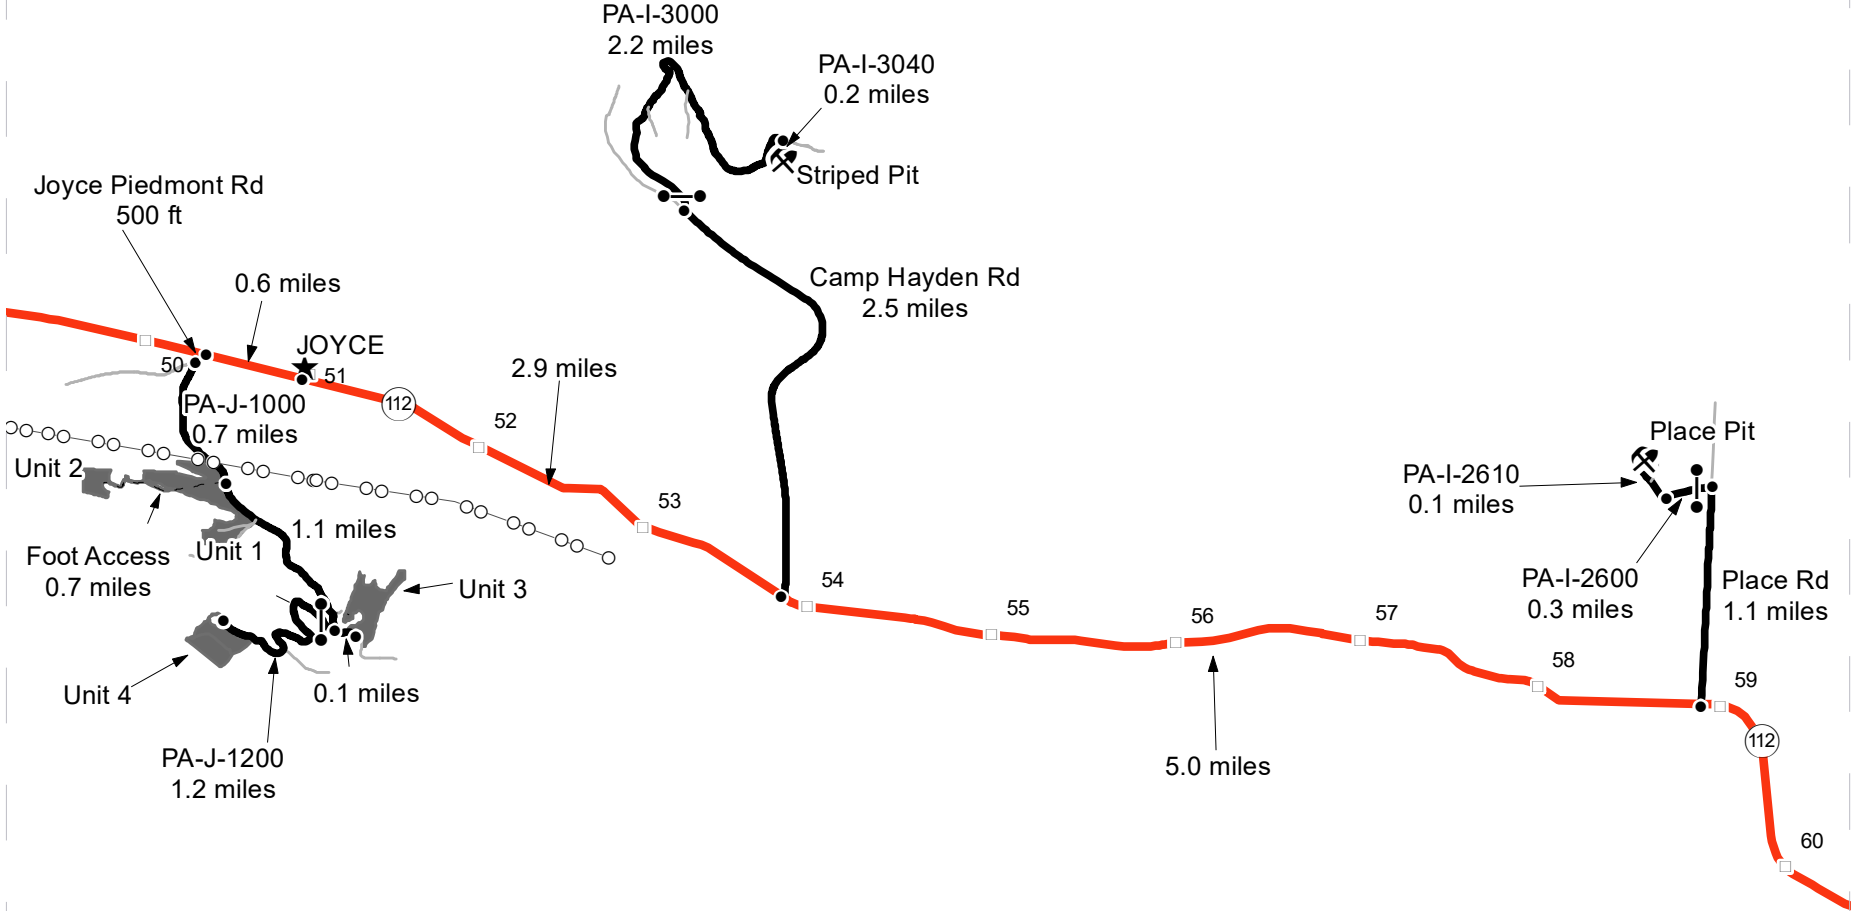 PA-I-3000
2.2 miles
PA-I-3040
0.2 miles
Striped Pit
Joyce Piedmont Rd
500 ft
0.6 miles
Camp Hayden Rd
2.5 miles
JOYCE
50
51
112
2.9 miles
PA-J-1000
0.7 miles
52
Unit 2
53
Place Pit
PA-I-2610
0.1 miles
1.1 miles
Unit 1
Foot Access
0.7 miles
Unit 3
54
PA-I-2600
0.3 miles
Place Rd
1.1 miles
55
56
57
58
59
Unit 4
0.1 miles
112
PA-J-1200
1.2 miles
5.0 miles
60